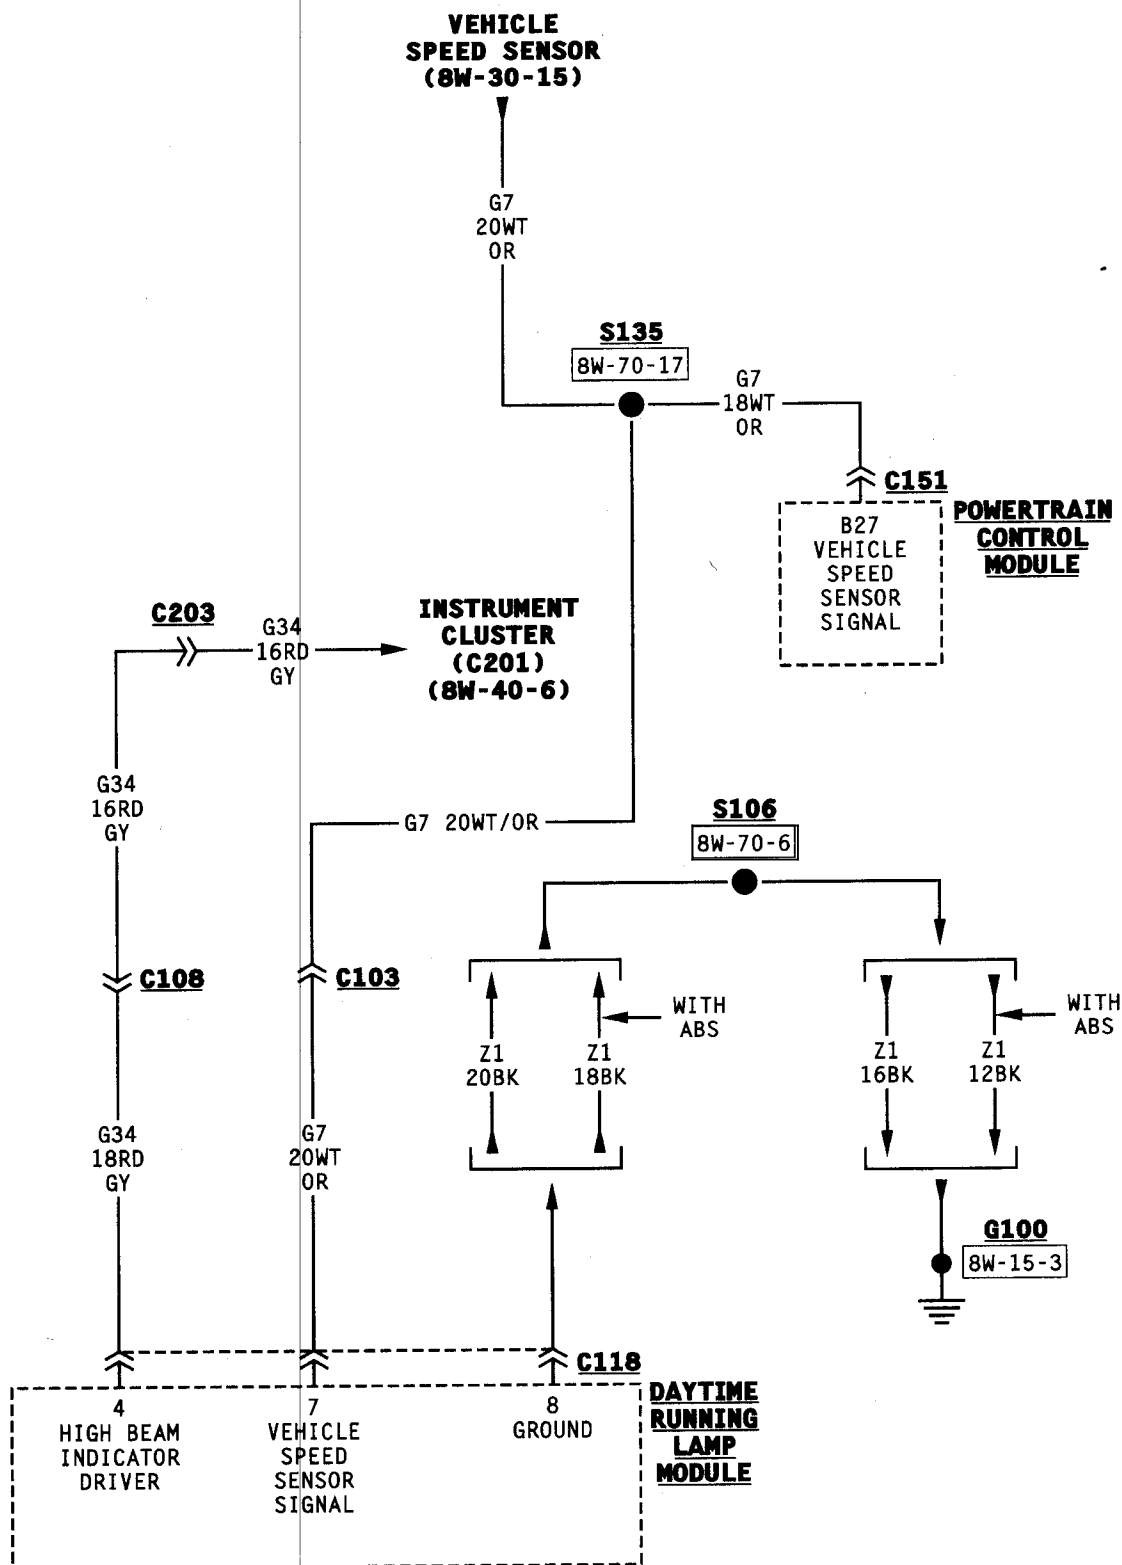 VEHICLE
SPEED SENSOR
(8W-30-15)
G7
20WT
OR
S135
8W-70-17
G7
18WT
OR
C151
POWERTRAIN
CONTROL
MODULE
B27
VEHICLE
SPEED
SENSOR
SIGNAL
C203
G34
16RD
GY
INSTRUMENT
CLUSTER
(C201)
(8W-40-6)
G34
16RD
GY
G7 20WT/OR
S106
8W-70-6
C108
C103
WITH
ABS
WITH
ABS
Z1
20BK
Z1
18BK
Z1
16BK
Z1
12BK
G34
18RD
GY
G7
20WT
OR
G100
8W-15-3
C118
DAYTIME
RUNNING
LAMP
MODULE
4
HIGH BEAM
INDICATOR
DRIVER
7
VEHICLE
SPEED
SENSOR
SIGNAL
8
GROUND